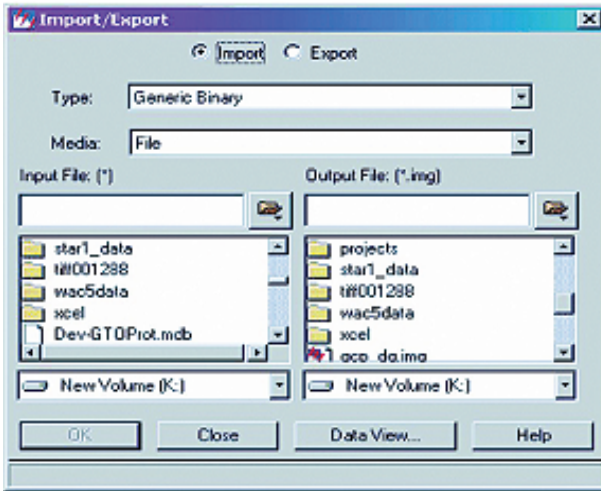 Import/Export
Import Export
Type: Generic Binary
Media: File
Input File: (*) Output File: (*.img)
star1_data projects
tiff001288 star1_data
wac5data tiff001288
xcel wac5data
Dev-GTOProt.mdb xcel
New Volume (K:) New Volume (K:)
OK Close Data View... Help